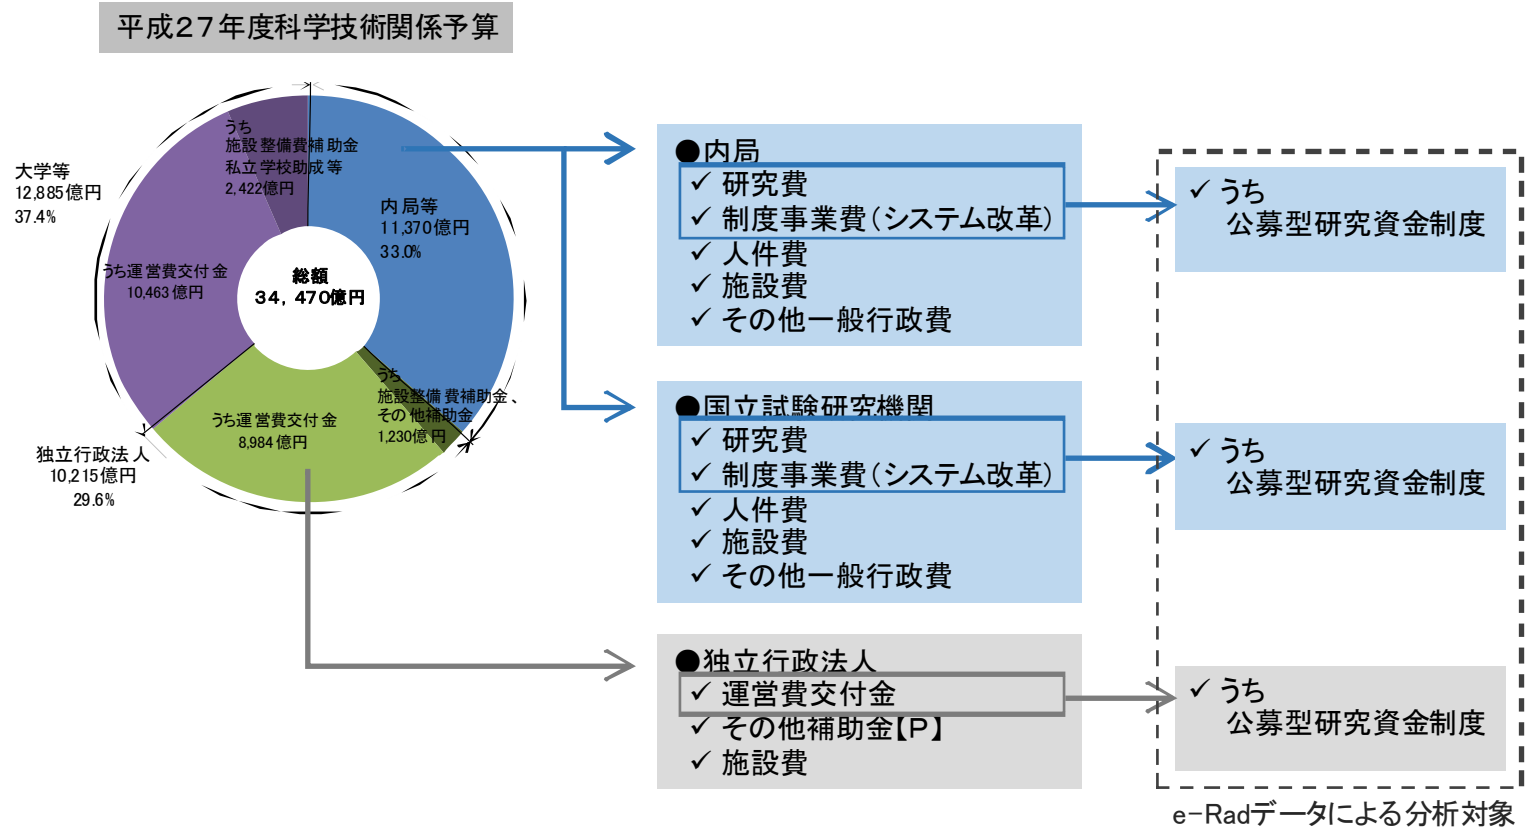 平成27年度科学技術関係予算
うち
施設整備費補助金
私立学校助成等
2,422億円
大学等
12,885億円
37.4%
内局等
11,370億円
33.0%
うち運営費交付金
10,463億円
総額
34,470億円
うち
施設整備費補助金、
その他補助金
1,230億円
うち運営費交付金
8,984億円
独立行政法人
10,215億円
29.6%
●内局
✓ 研究費
✓ 制度事業費(システム改革)
✓ 人件費
✓ 施設費
✓ その他一般行政費
●国立試験研究機関
✓ 研究費
✓ 制度事業費(システム改革)
✓ 人件費
✓ 施設費
✓ その他一般行政費
●独立行政法人
✓ 運営費交付金
✓ その他補助金【P】
✓ 施設費
✓ うち
公募型研究資金制度
✓ うち
公募型研究資金制度
✓ うち
公募型研究資金制度
e-Radデータによる分析対象